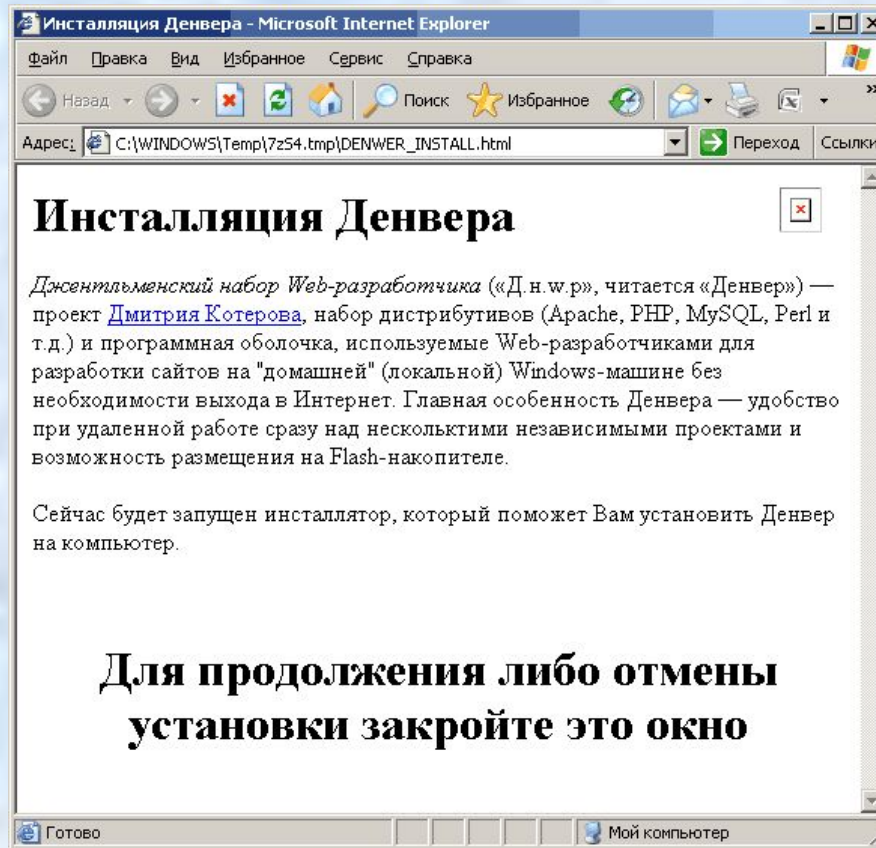 Инсталляция Денвера - Microsoft Internet Explorer
Файл Правка Вид Избранное Сервис Справка
Назад Поиск Избранное »
Адрес: C:\WINDOWS\Temp\7zS4.tmp\DENWER_INSTALL.html Переход Ссылки
Инсталляция Денвера
Джентльменский набор Web-разработчика («Д.н.w.р», читается «Денвер») —
проект Дмитрия Котерова, набор дистрибутивов (Apache, PHP, MySQL, Perl и
т.д.) и программная оболочка, используемые Web-разработчиками для
разработки сайтов на "домашней" (локальной) Windows-машине без
необходимости выхода в Интернет. Главная особенность Денвера — удобство
при удаленной работе сразу над нескольктими независимыми проектами и
возможность размещения на Flash-накопителе.
Сейчас будет запущен инсталлятор, который поможет Вам установить Денвер
на компьютер.
Для продолжения либо отмены
установки закройте это окно
Готово Мой компьютер